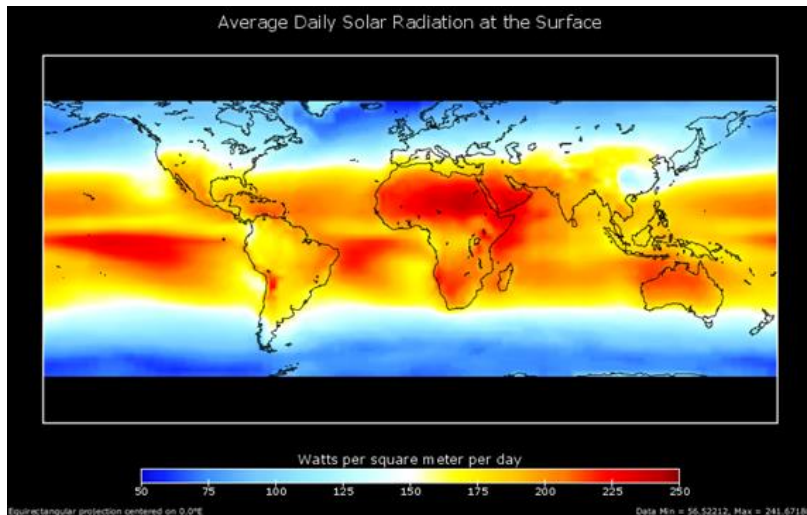 Average Daily Solar Radiation at the Surface
Watts per square meter per day
50 75 100 125 150 175 200 225 250
Equirectangular projection centered on 0.0°E
Data Min = 56.52212, Max = 241.6718